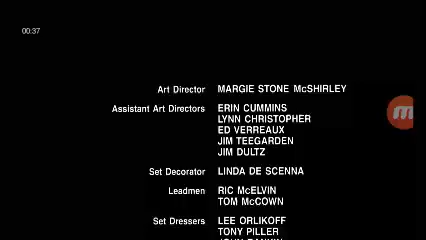 00:37
Art Director MARGIE STONE McSHIRLEY
Assistant Art Directors ERIN CUMMINS
LYNN CHRISTOPHER
ED VERREAUX
JIM TEEGARDEN
JIM DULTZ
Set Decorator LINDA DE SCENNA
Leadmen RIC McELVIN
TOM McCOWN
Set Dressers LEE ORLIKOFF
TONY PILLER